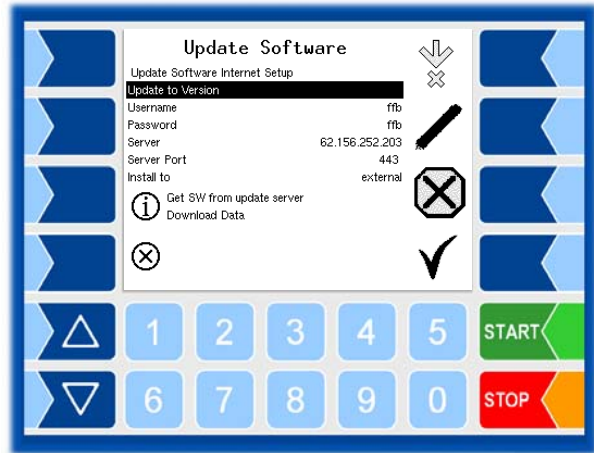 Update Software
Update Software Internet Setup
Update to Version
Username ffb
Password ffb
Server 62.156.252.203
Server Port 443
Install to external
i Get SW from update server
Download Data
1 2 3 4 5 START
6 7 8 9 0 STOP